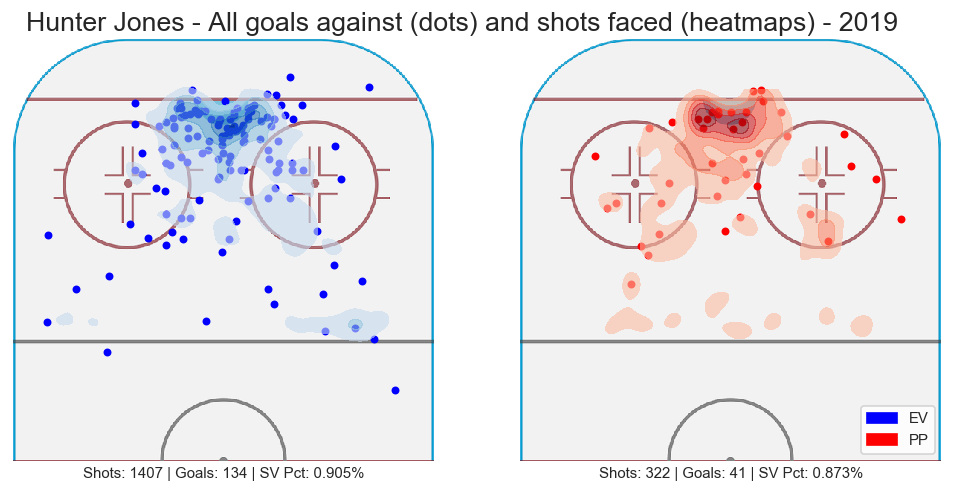 Hunter Jones - All goals against (dots) and shots faced (heatmaps) - 2019
EV
PP
Shots: 1407 | Goals: 134 | SV Pct: 0.905%
Shots: 322 | Goals: 41 | SV Pct: 0.873%